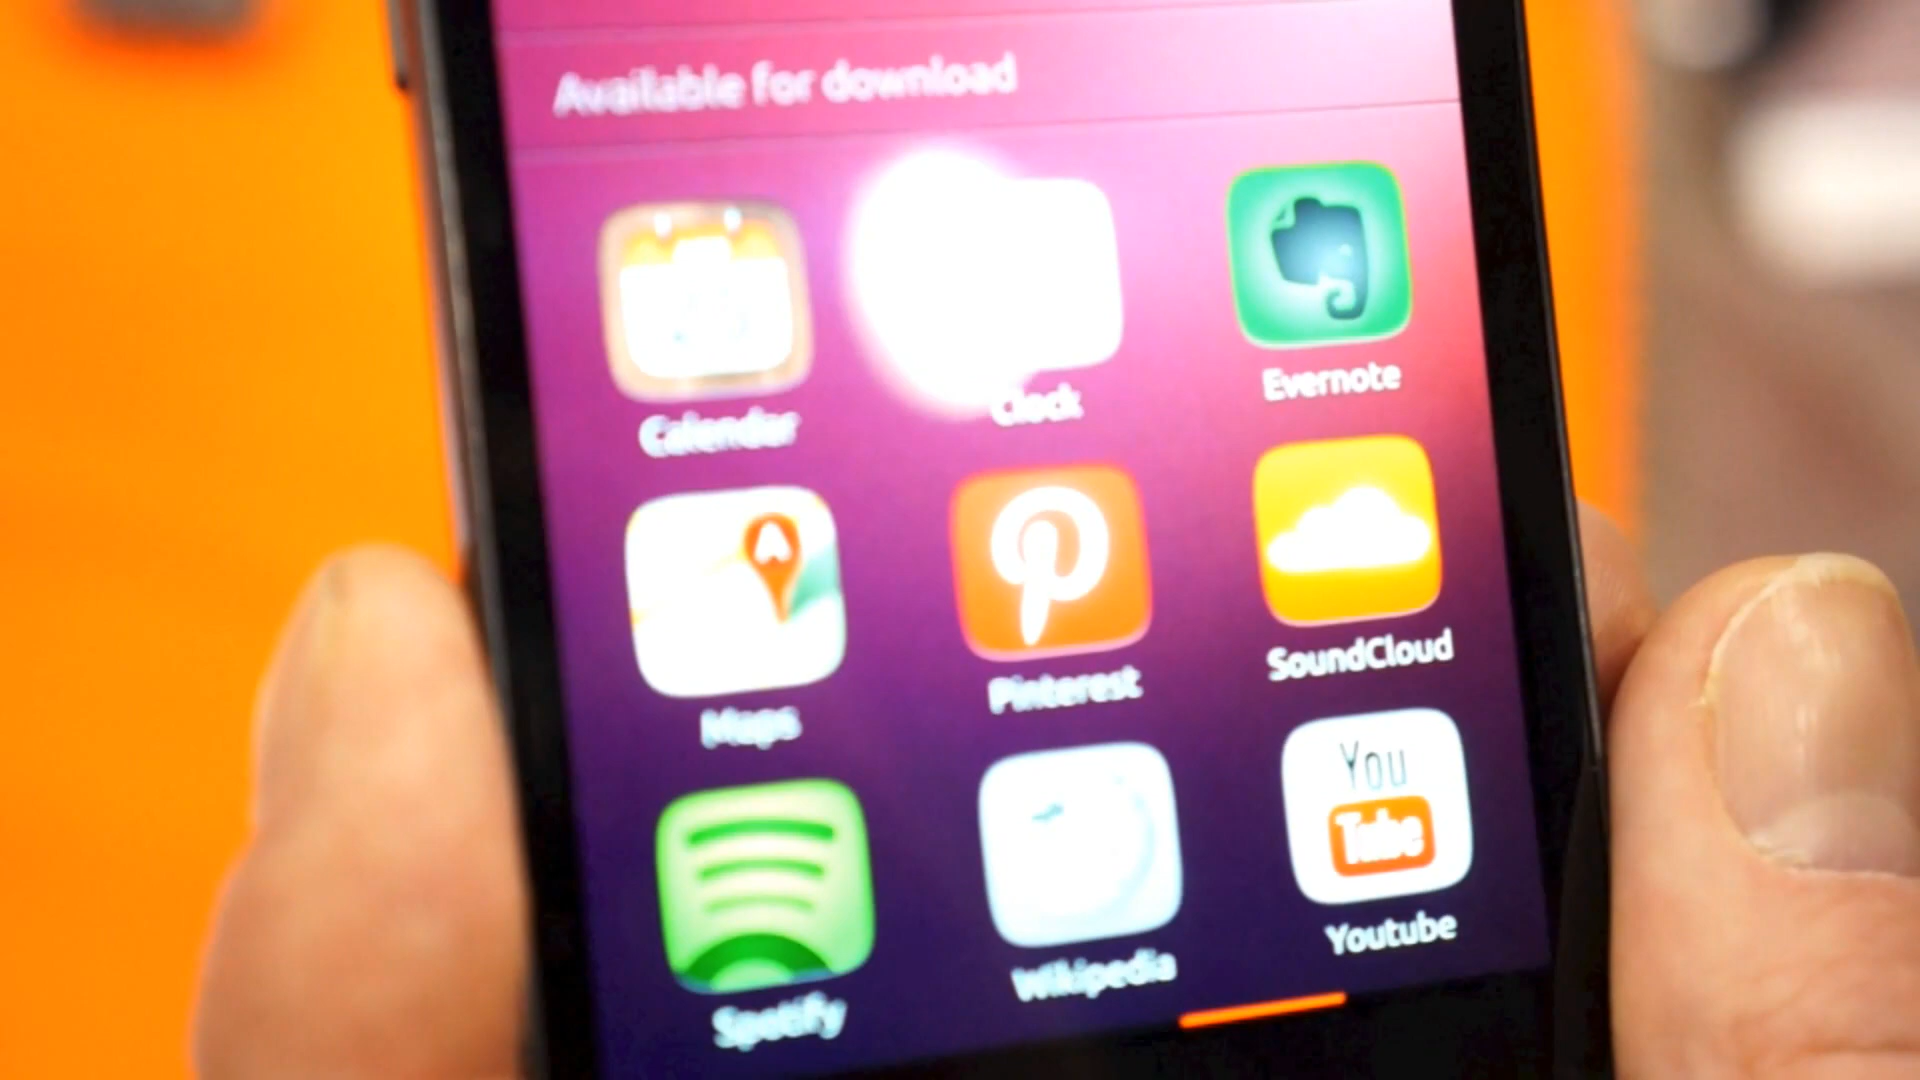 Available for download
Calendar
Clock
Evernote
A
Maps
Pinterest
SoundCloud
You
Tube
Spotify
Wikipedia
Youtube